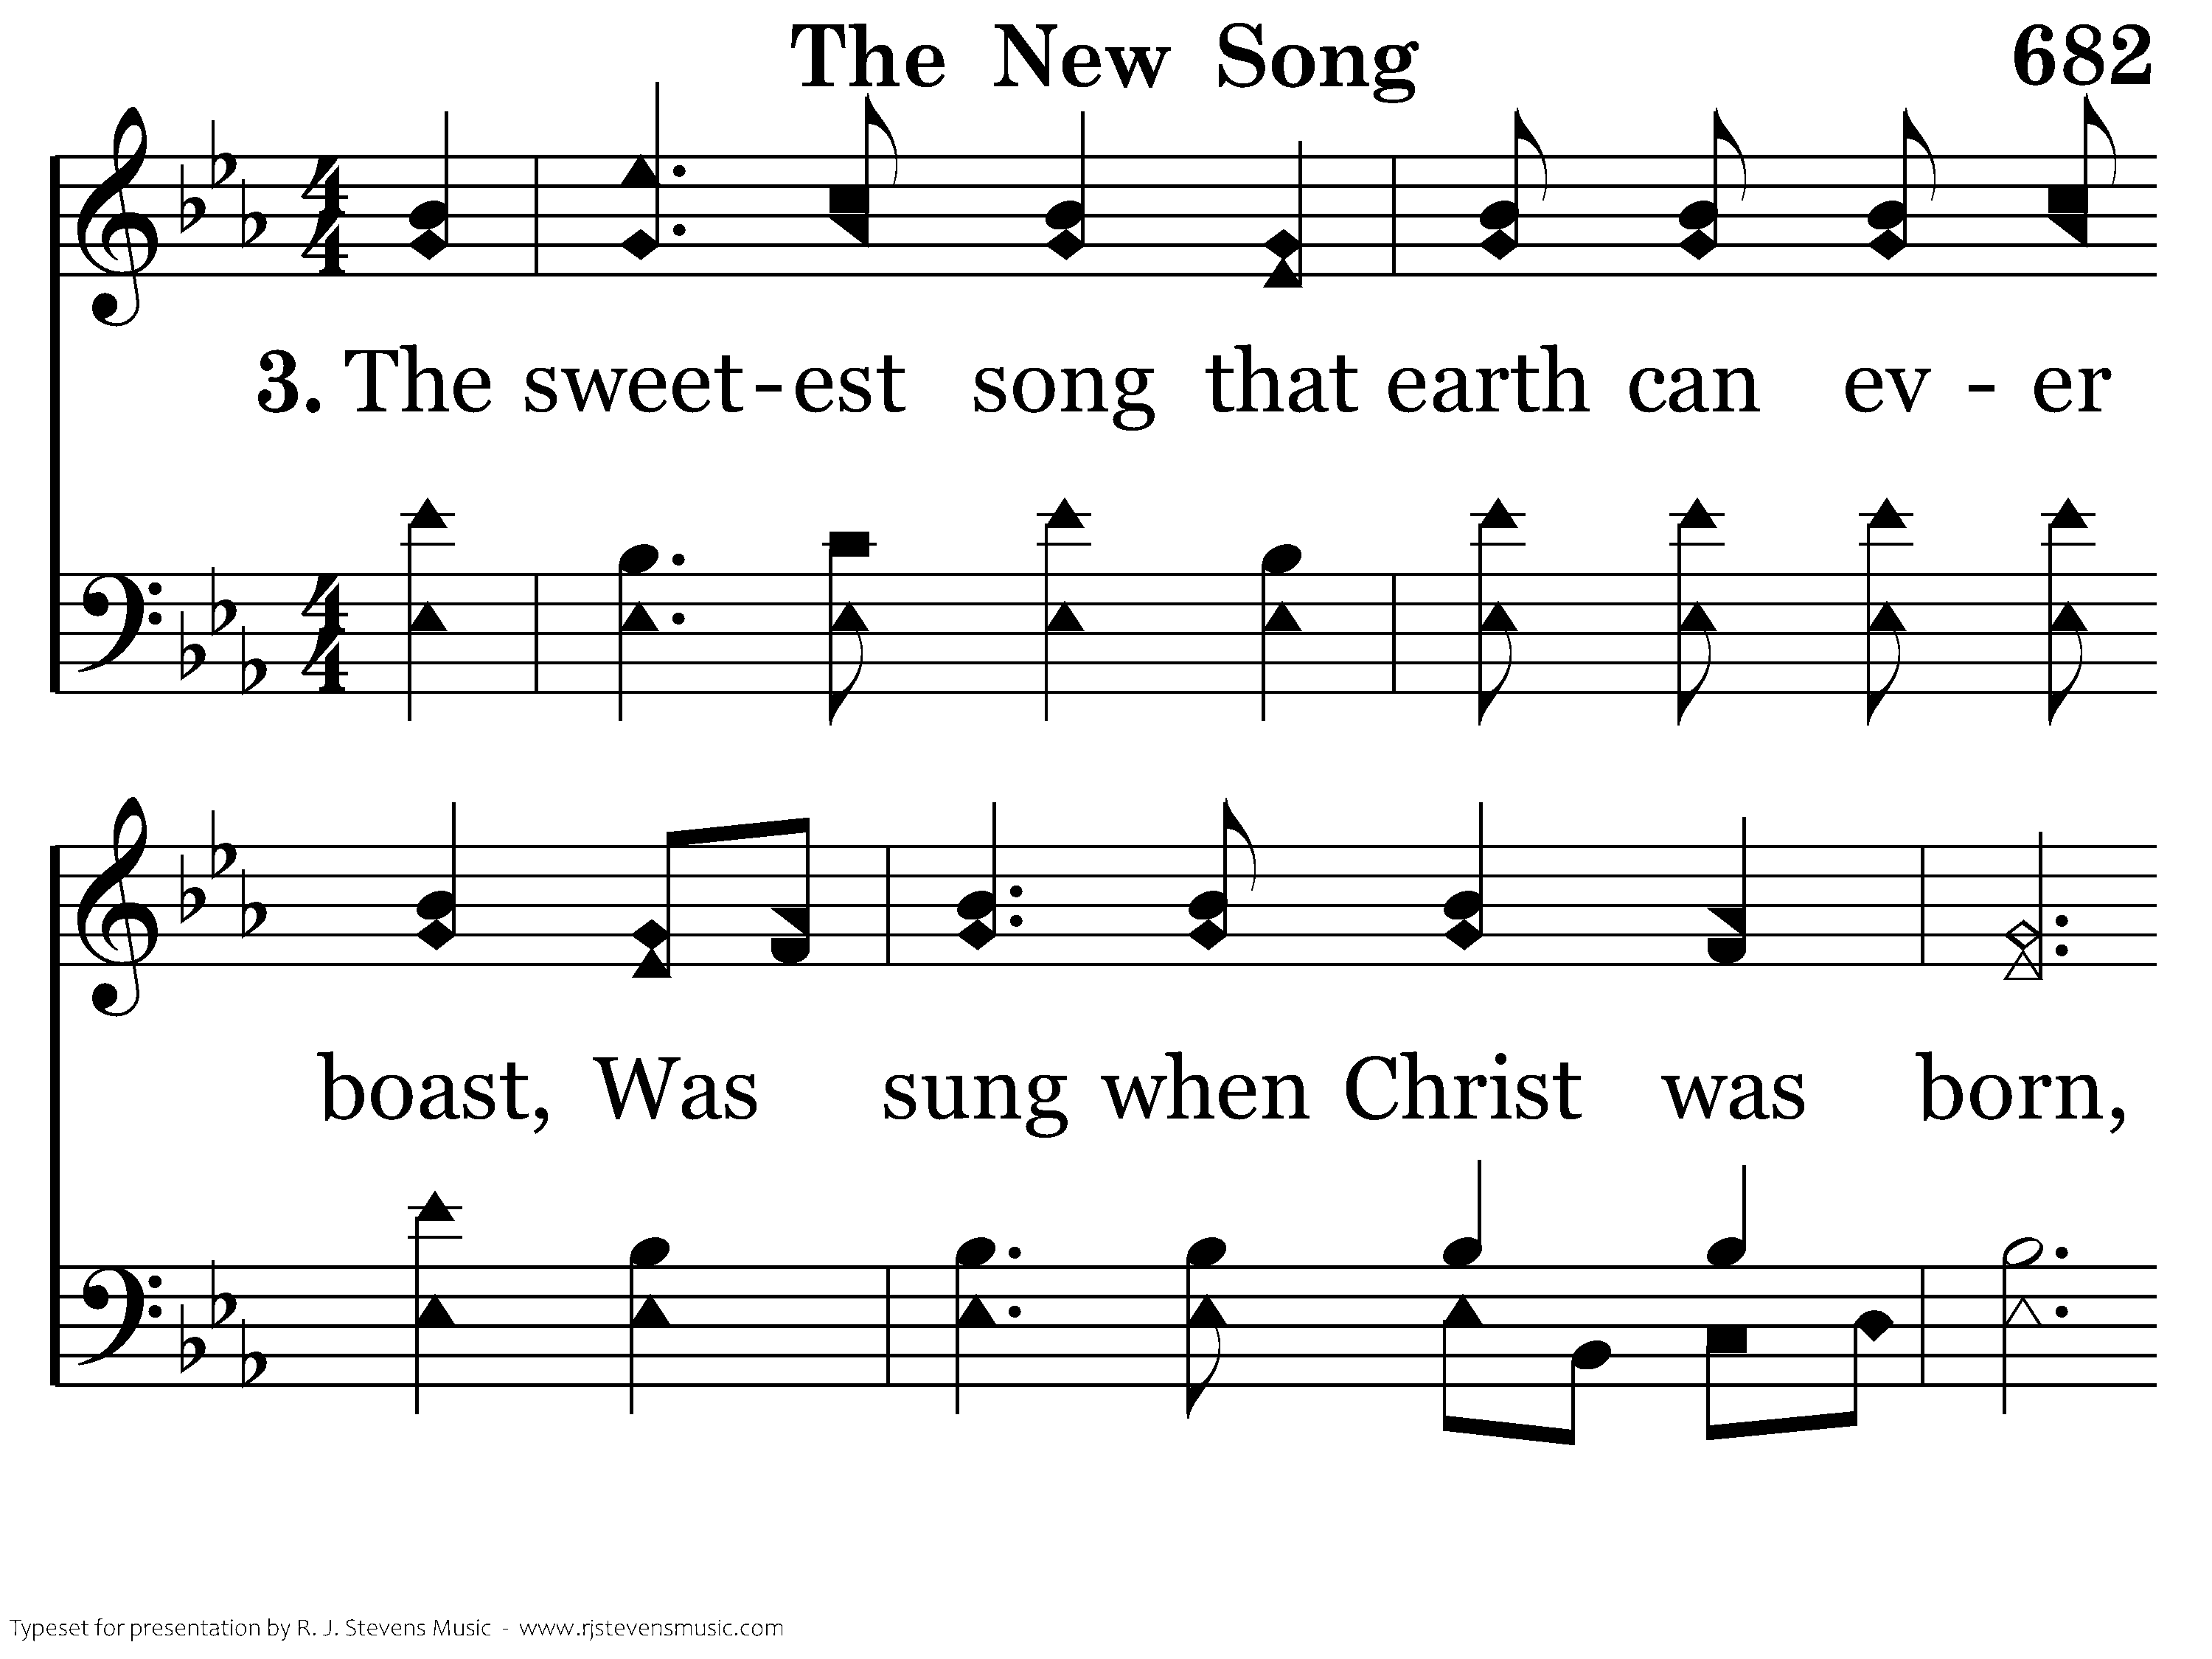 The New Song 682
3. The sweet-est song that earth can ev - er
boast, Was sung when Christ was born,
Typeset for presentation by R. J. Stevens Music - www.rjstevensmusic.com